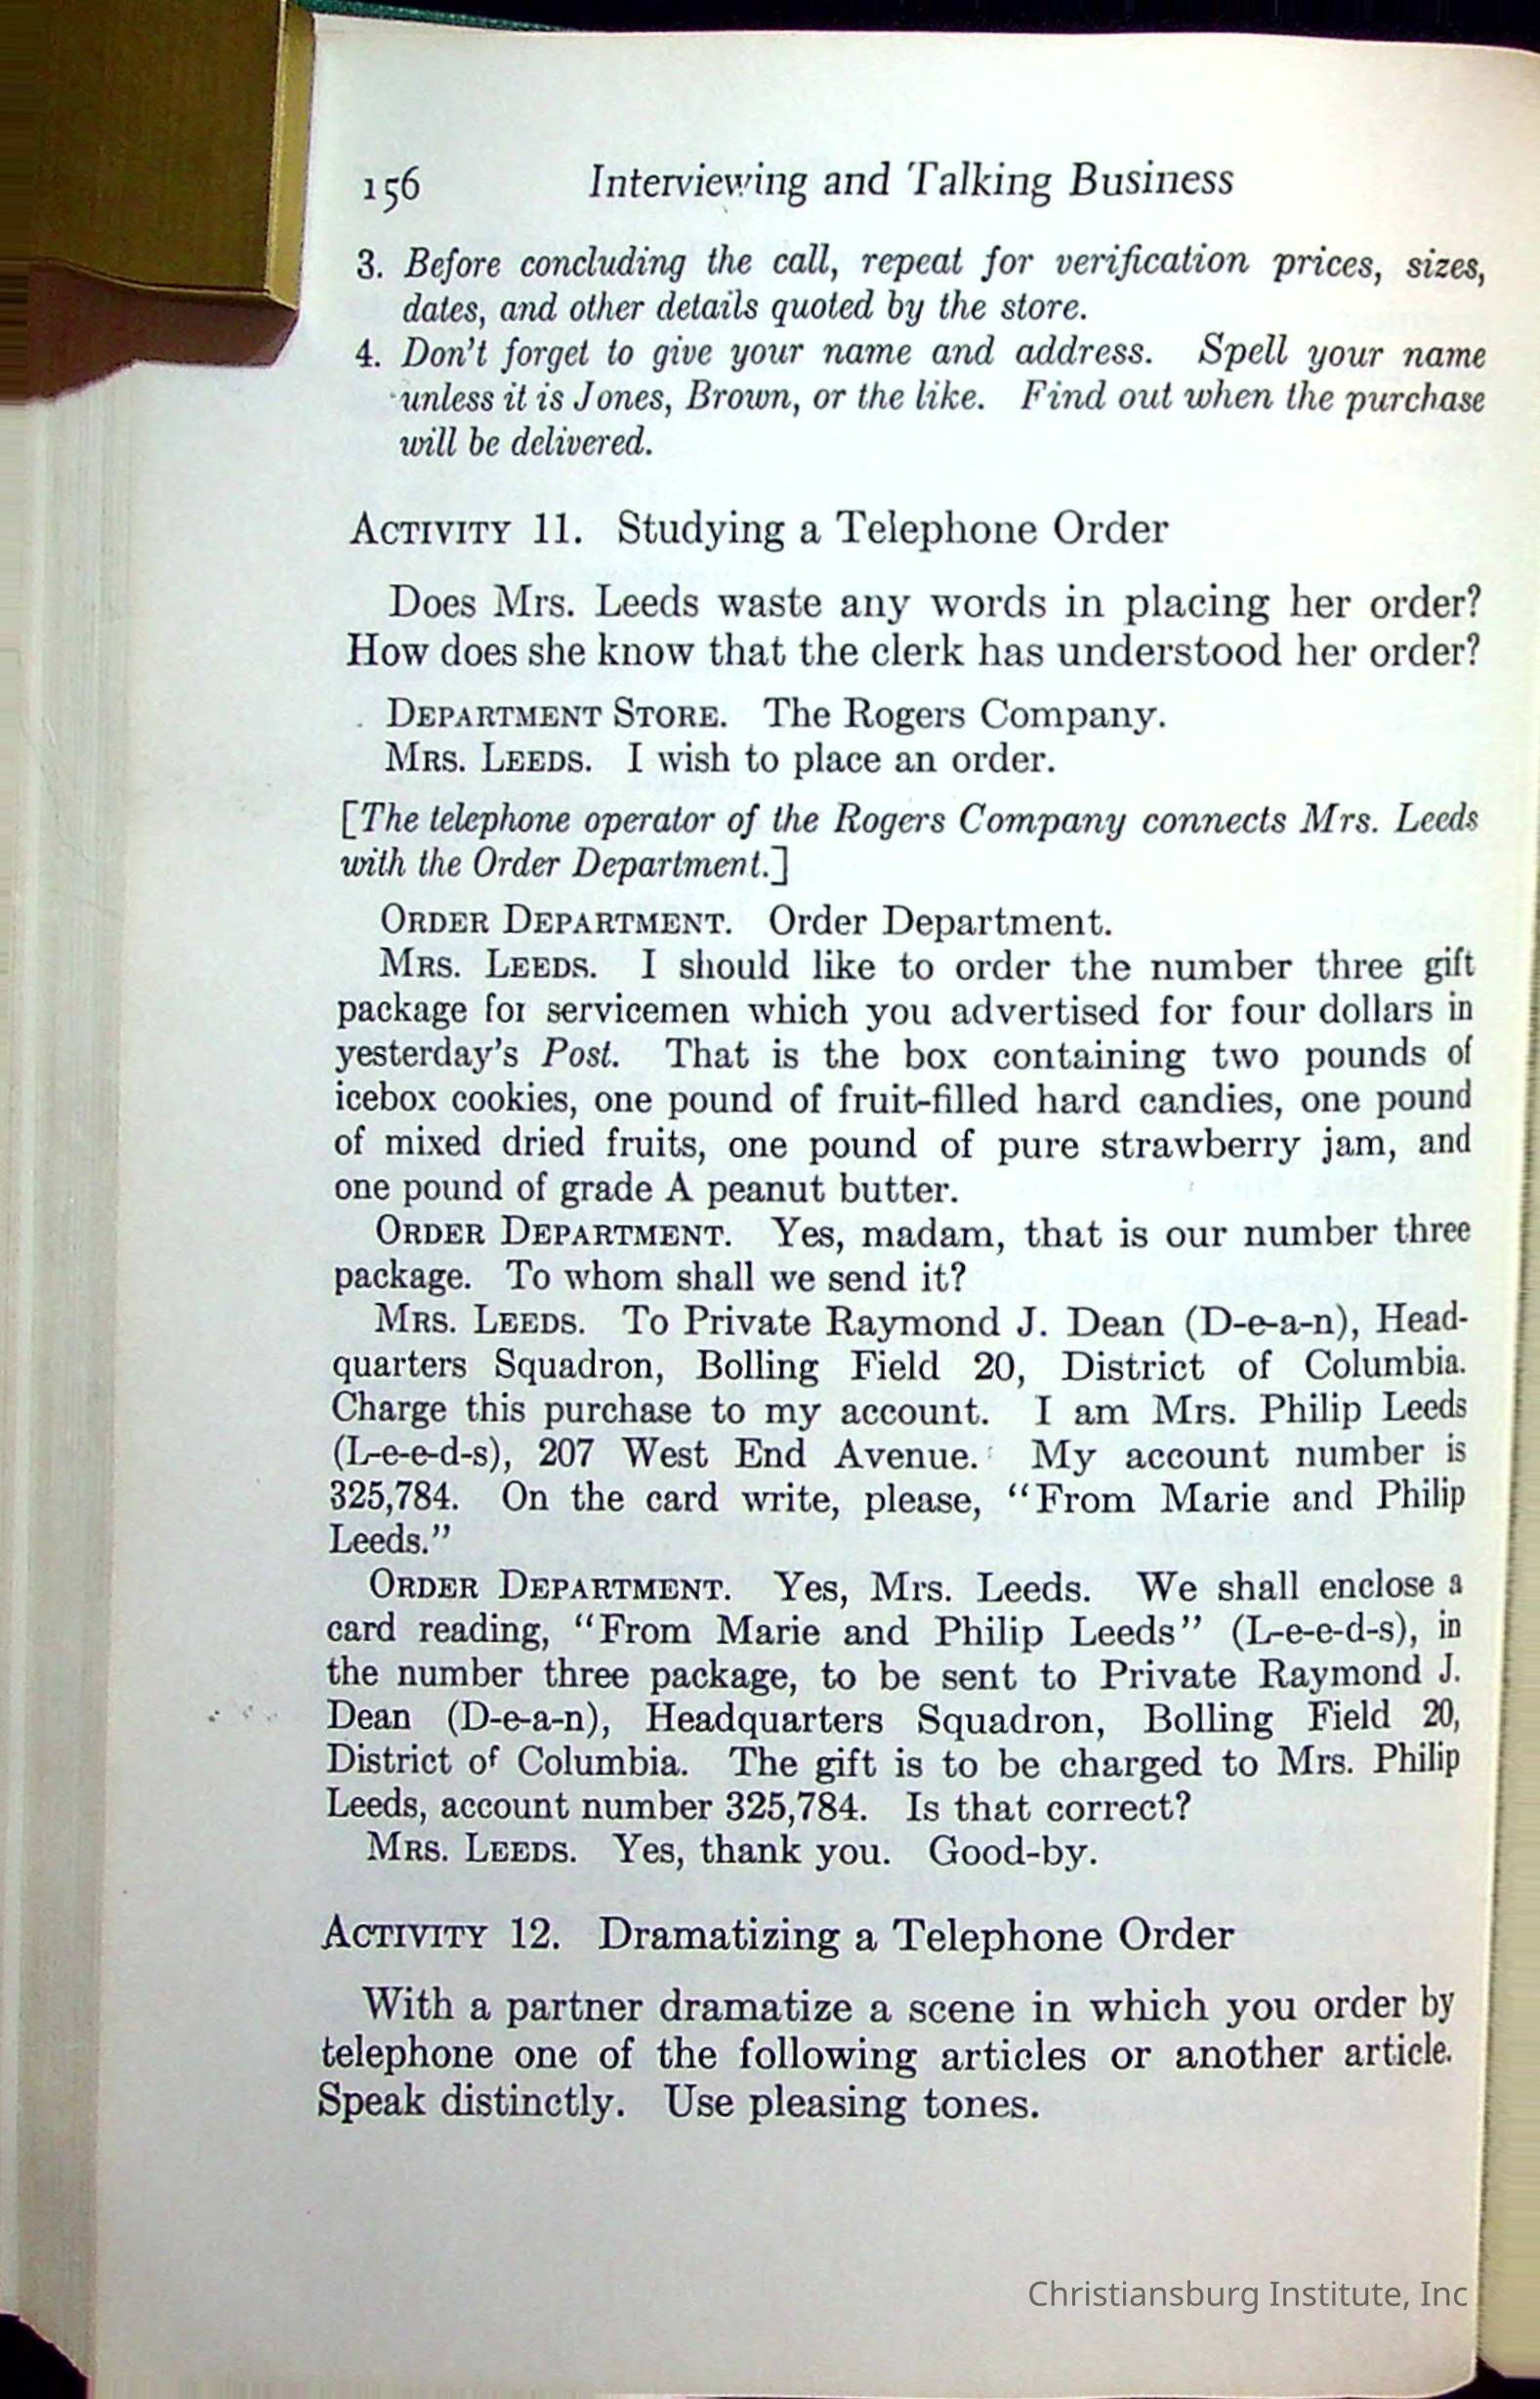 156 Interviewing and Talking Business
3. Before concluding the call, repeat for verification prices, sizes,
dates, and other details quoted by the store.
4. Don't forget to give your name and address. Spell your name
unless it is Jones, Brown, or the like. Find out when the purchase
will be delivered.
ACTIVITY 11. Studying a Telephone Order
Does Mrs. Leeds waste any words in placing her order?
How does she know that the clerk has understood her order?
DEPARTMENT STORE. The Rogers Company.
MRS. LEEDS. I wish to place an order.
[The telephone operator of the Rogers Company connects Mrs. Leeds
with the Order Department.]
ORDER DEPARTMENT. Order Department.
MRS. LEEDS. I should like to order the number three gift
package for servicemen which you advertised for four dollars in
yesterday's Post. That is the box containing two pounds of
icebox cookies, one pound of fruit-filled hard candies, one pound
of mixed dried fruits, one pound of pure strawberry jam, and
one pound of grade A peanut butter.
ORDER DEPARTMENT. Yes, madam, that is our number three
package. To whom shall we send it?
MRS. LEEDS. To Private Raymond J. Dean (D-e-a-n), Head-
quarters Squadron, Bolling Field 20, District of Columbia.
Charge this purchase to my account. I am Mrs. Philip Leeds
(L-e-e-d-s), 207 West End Avenue. My account number is
325,784. On the card write, please, "From Marie and Philip
Leeds."
ORDER DEPARTMENT. Yes, Mrs. Leeds. We shall enclose a
card reading, "From Marie and Philip Leeds" (L-e-e-d-s), in
the number three package, to be sent to Private Raymond J.
Dean (D-e-a-n), Headquarters Squadron, Bolling Field 20,
District of Columbia. The gift is to be charged to Mrs. Philip
Leeds, account number 325,784. Is that correct?
MRS. LEEDS. Yes, thank you. Good-by.
ACTIVITY 12. Dramatizing a Telephone Order
With a partner dramatize a scene in which you order by
telephone one of the following articles or another article.
Speak distinctly. Use pleasing tones.
Christiansburg Institute, Inc